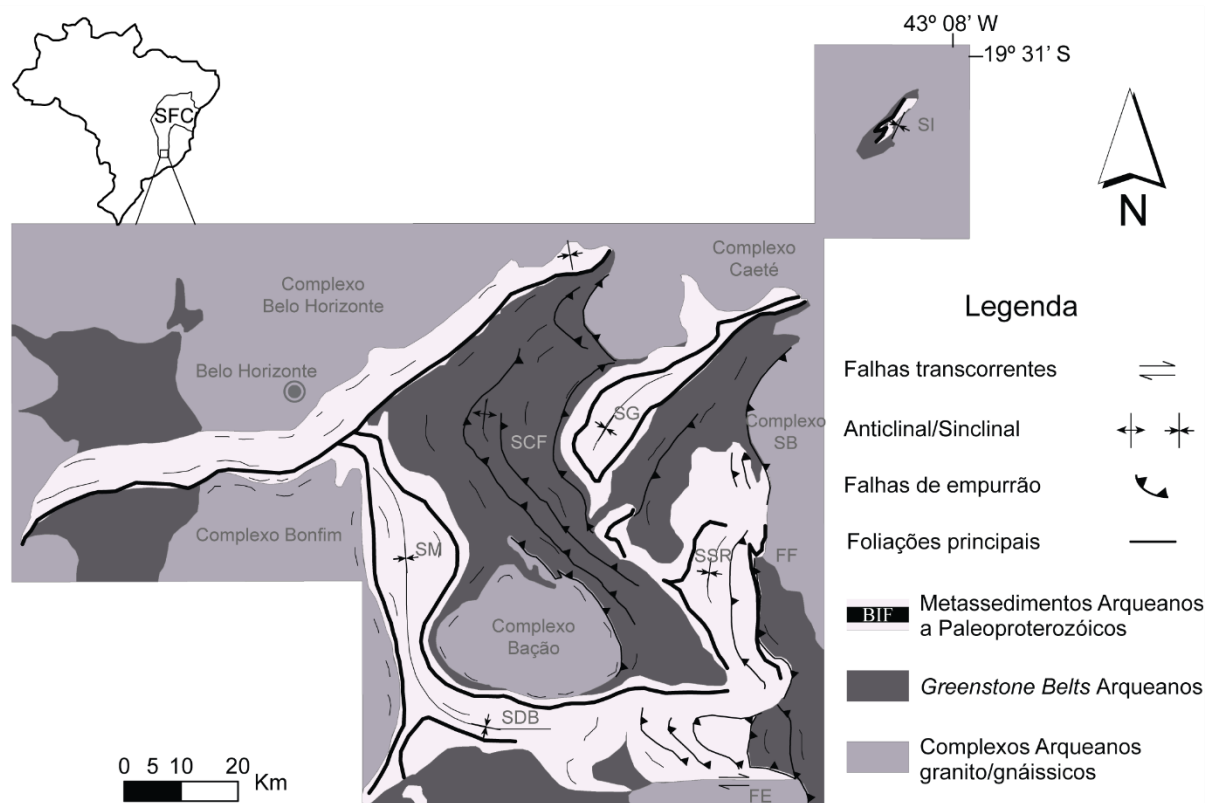 43º 08' W
19º 31' S
SFC
SI
N
Complexo
Caeté
Complexo
Belo Horizonte
Belo Horizonte
SG
SCF
Complexo
SB
Complexo Bonfim
SM
SSR
FF
Complexo
Bação
SDB
FE
0 5 10 20 Km
Legenda
Falhas transcorrentes
Anticlinal/Sinclinal
Falhas de empurrão
Foliações principais
BIF Metassedimentos Arqueanos
a Paleoproterozóicos
Greenstone Belts Arqueanos
Complexos Arqueanos
granito/gnáissicos